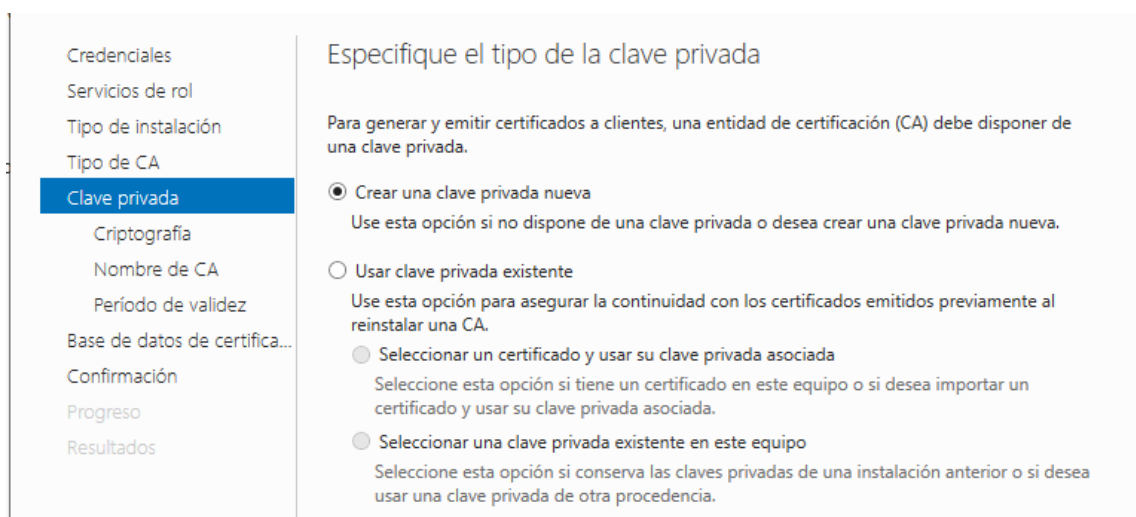 Credenciales
Servicios de rol
Tipo de instalación
Tipo de CA
Clave privada
Criptografía
Nombre de CA
Período de validez
Base de datos de certifica...
Confirmación
Progreso
Resultados
Especifique el tipo de la clave privada
Para generar y emitir certificados a clientes, una entidad de certificación (CA) debe disponer de
una clave privada.
Crear una clave privada nueva
Use esta opción si no dispone de una clave privada o desea crear una clave privada nueva.
Usar clave privada existente
Use esta opción para asegurar la continuidad con los certificados emitidos previamente al
reinstalar una CA.
Seleccionar un certificado y usar su clave privada asociada
Seleccione esta opción si tiene un certificado en este equipo o si desea importar un
certificado y usar su clave privada asociada.
Seleccionar una clave privada existente en este equipo
Seleccione esta opción si conserva las claves privadas de una instalación anterior o si desea
usar una clave privada de otra procedencia.